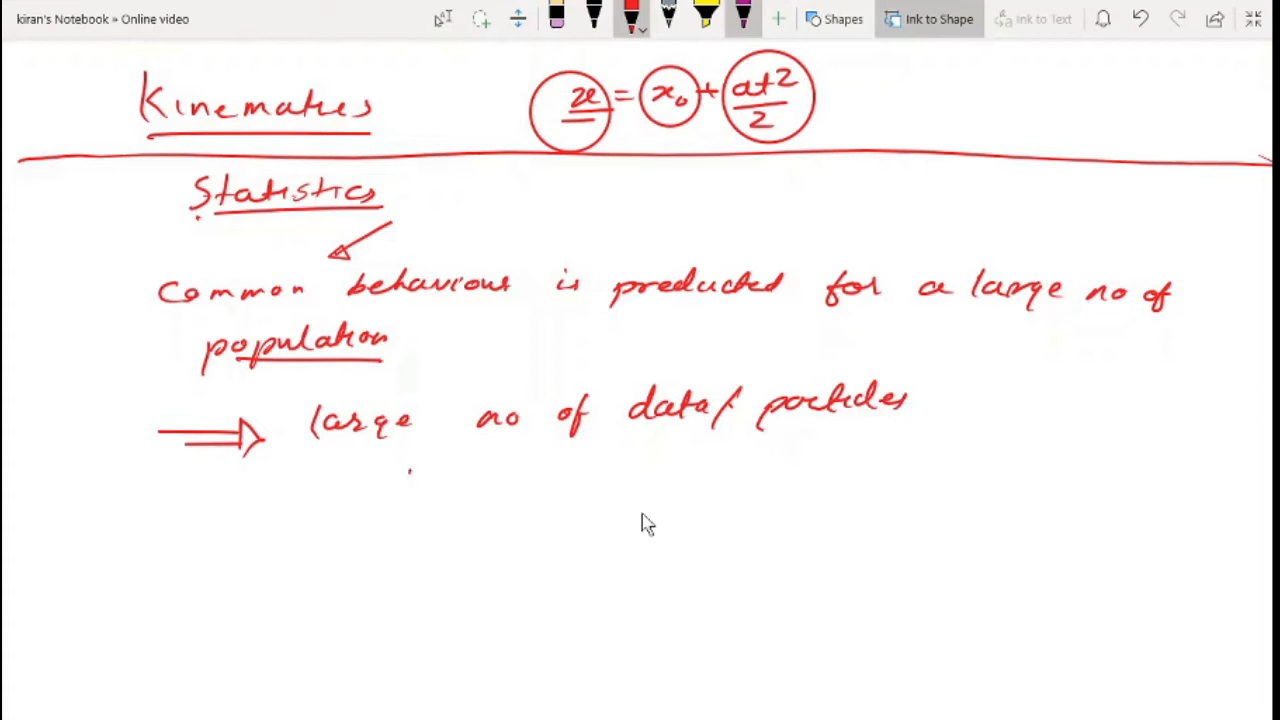 kiran's Notebook » Online video
Shapes
Ink to Shape
Ink to Text
Kinematics
x = x₀ + at²/2
Statistics
Common behaviour is preducted for a large no of
population
⇒ large no of data/ particles